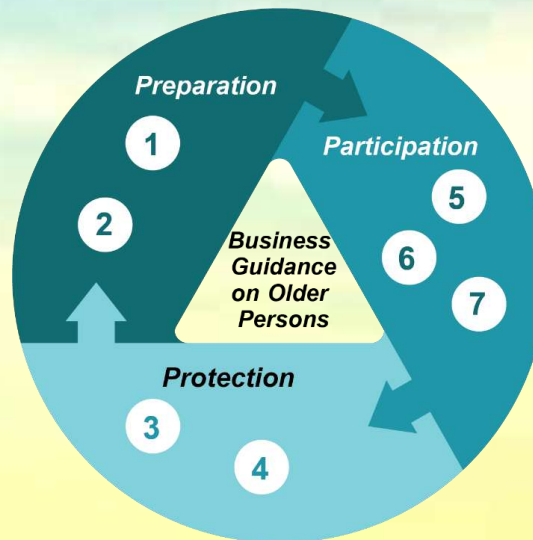 Preparation
1
2
Participation
5
6
7
Business
Guidance
on Older
Persons
Protection
3
4